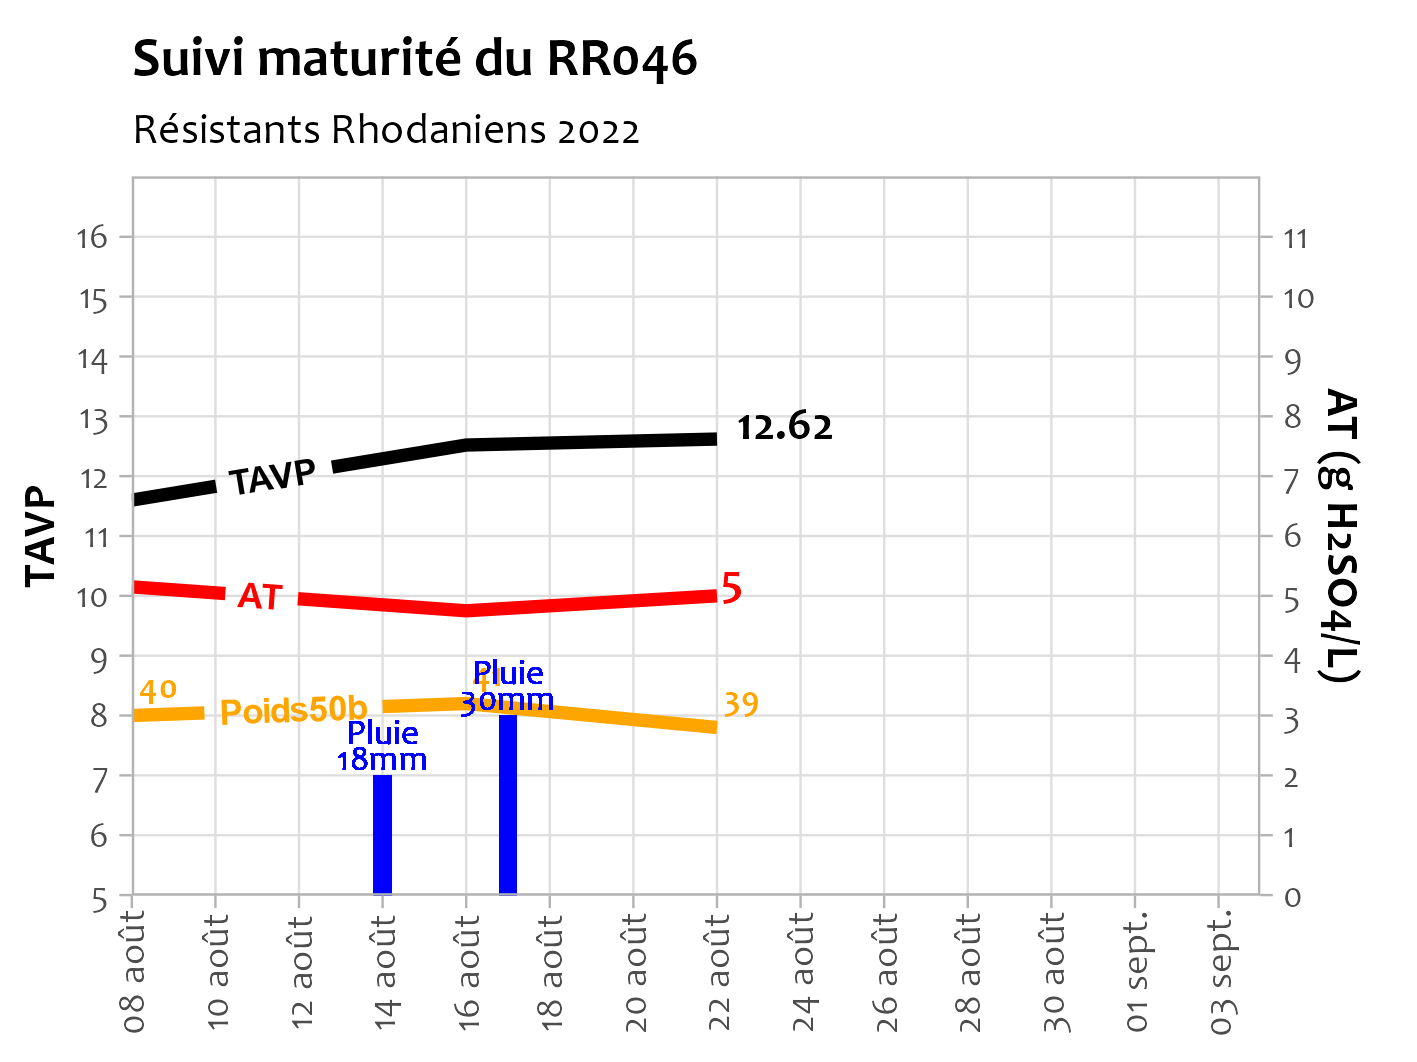 Suivi maturité du RR046
Résistants Rhodaniens 2022
TAVP
16
15
14
13
12
11
10
9
8
7
6
5
12.62
TAVP
AT
5
40
Poids50b
41
39
Pluie
18mm
Pluie
30mm
11
10
9
8
7
6
5
4
3
2
1
0
AT (g H2SO4/L)
08 août
10 août
12 août
14 août
16 août
18 août
20 août
22 août
24 août
26 août
28 août
30 août
01 sept.
03 sept.